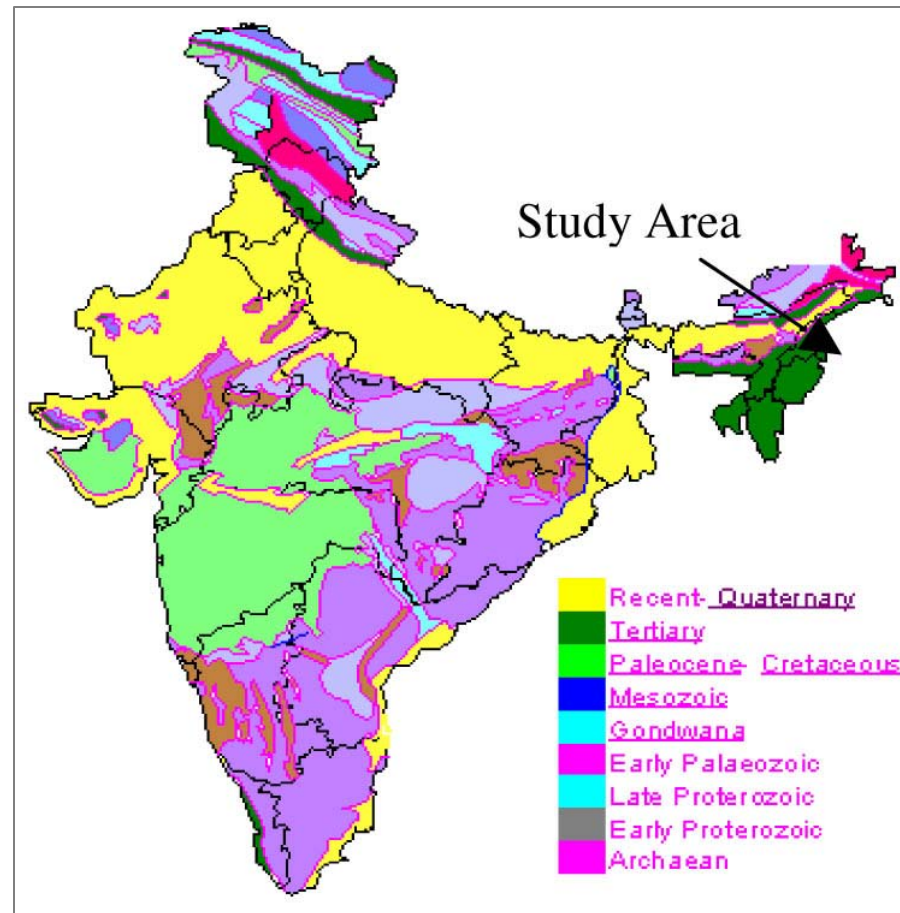 Study Area
Recent- Quaternary
Tertiary
Paleocene- Cretaceous
Mesozoic
Gondwana
Early Palaeozoic
Late Proterozoic
Early Proterozoic
Archaean